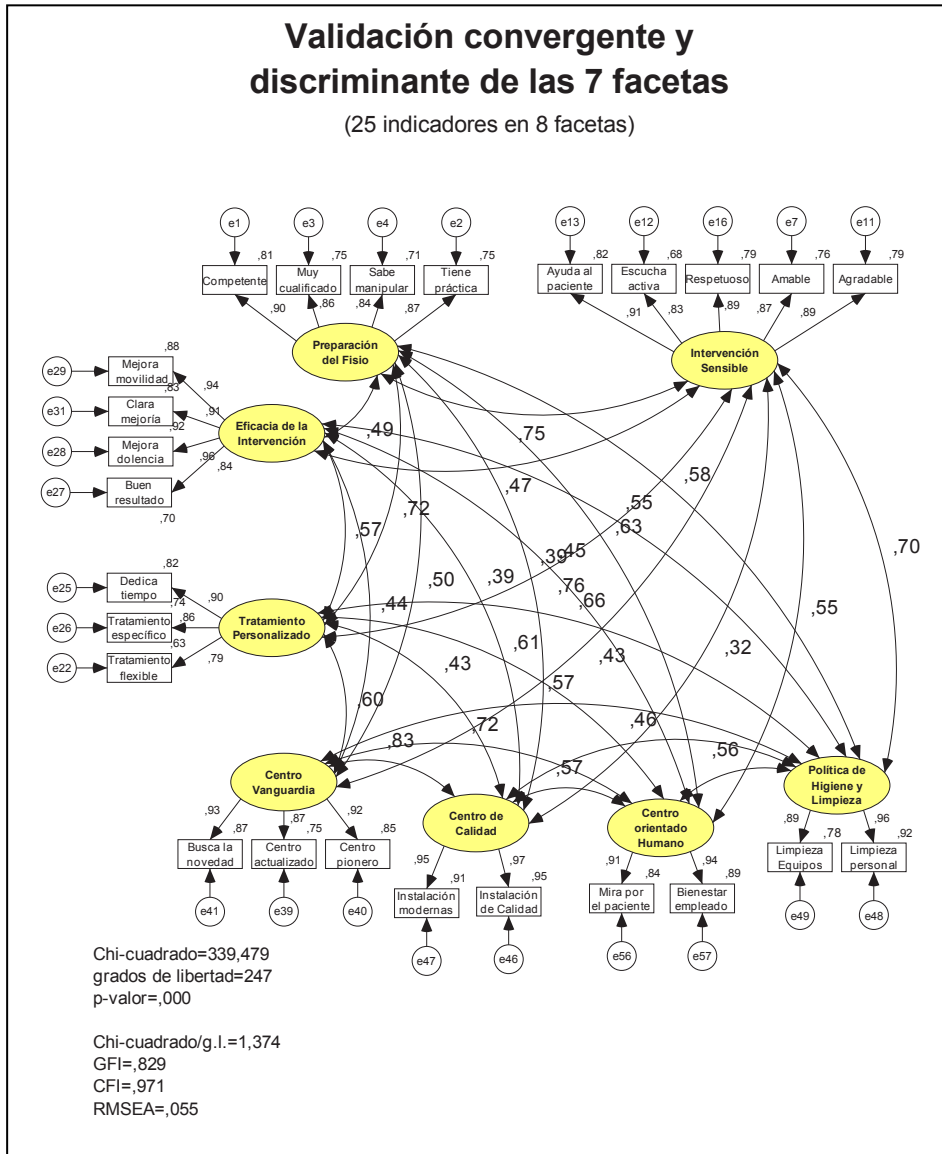 Validación convergente y
discriminante de las 7 facetas
(25 indicadores en 8 facetas)
e1
e3
e4
e2
e13
e12
e16
e7
e11
,81
,75
,71
,75
,82
,68
,79
,76
,79
Competente
Muy
cualificado
Sabe
manipular
Tiene
práctica
Ayuda al
paciente
Escucha
activa
Respetuoso
Amable
Agradable
,90
,86
,84
,87
,91
,83
,89
,87
,89
Preparación
del Fisio
Intervención
Sensible
,88
e29
Mejora
movilidad
,94
,83
e31
Clara
mejoría
,91
,92
e28
Mejora
dolencia
,96
,84
e27
Buen
resultado
,70
Eficacia de la
Intervención
,49
,75
,47
,58
,55
,72
,57
,63
,39
,45
,70
,82
e25
Dedica
tiempo
,90
,74
e26
Tratamiento
específico
,86
,63
e22
Tratamiento
flexible
,79
Tratamiento
Personalizado
,50
,39
,76
,66
,44
,55
,43
,61
,43
,32
,57
,60
,72
,46
,83
,57
,56
Centro
Vanguardia
Centro de
Calidad
Centro
orientado
Humano
Política de
Higiene y
Limpieza
,93
,87
,92
,87
,75
,85
Busca la
novedad
Centro
actualizado
Centro
pionero
e41
e39
e40
,95
,97
,91
,95
Instalación
modernas
Instalación
de Calidad
e47
e46
,91
,94
,84
,89
Mira por
el paciente
Bienestar
empleado
e56
e57
,89
,96
,78
,92
Limpieza
Equipos
Limpieza
personal
e49
e48
Chi-cuadrado=339,479
grados de libertad=247
p-valor=,000
Chi-cuadrado/g.l.=1,374
GFI=,829
CFI=,971
RMSEA=,055